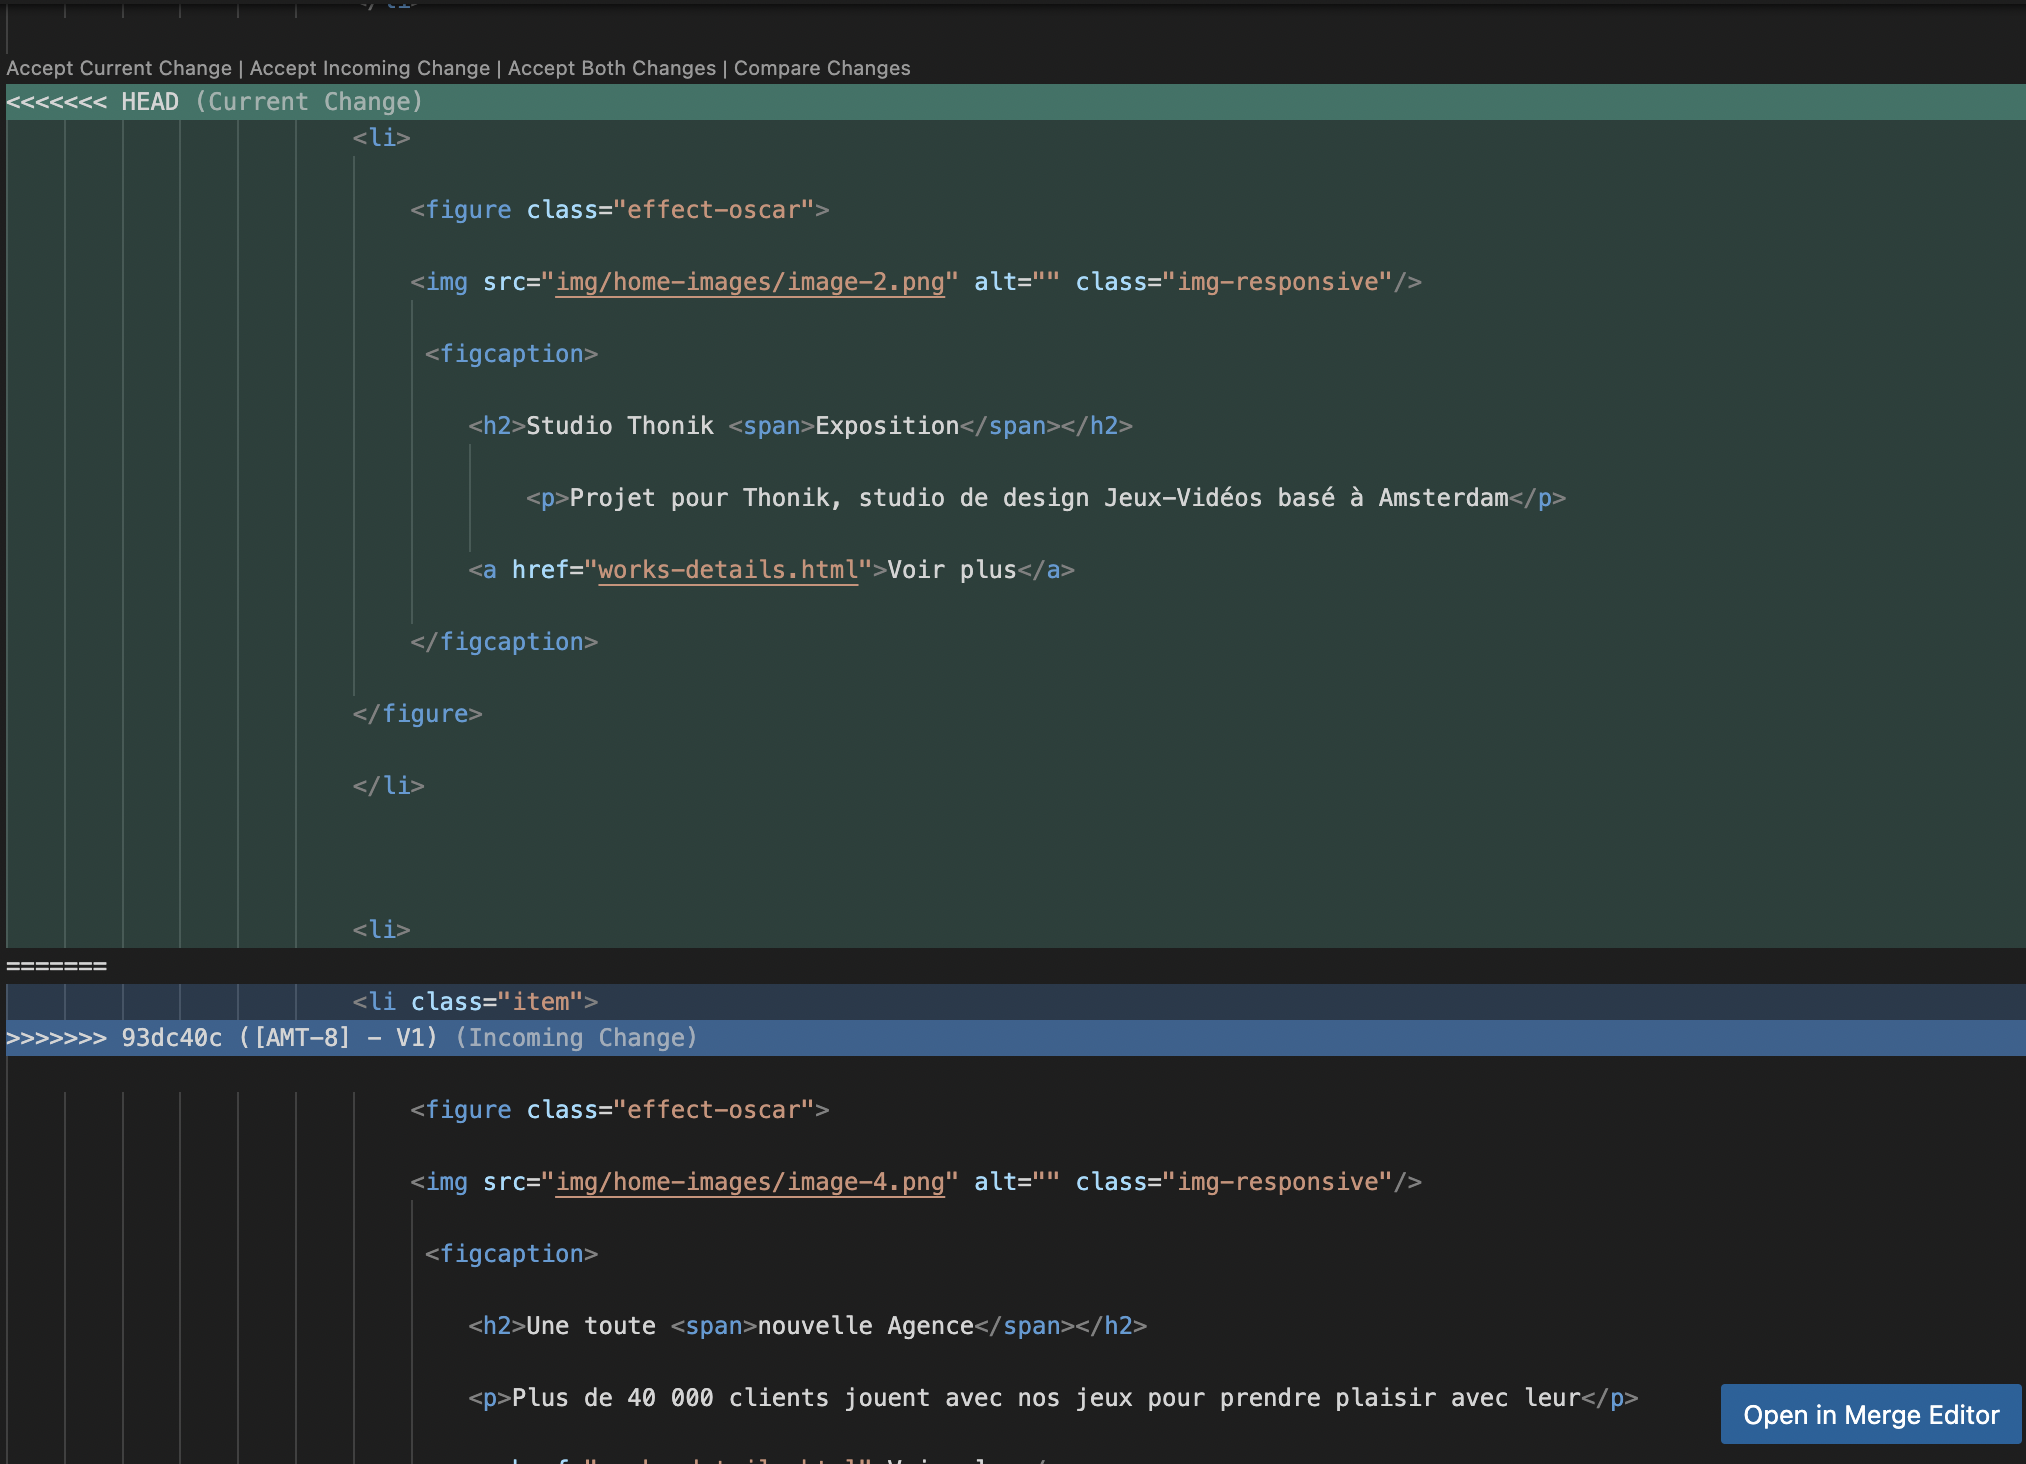 Accept Current Change | Accept Incoming Change | Accept Both Changes | Compare Changes
<<<<<<< HEAD (Current Change)
<li>
<figure class="effect-oscar">
<img src="img/home-images/image-2.png" alt="" class="img-responsive"/>
<figcaption>
<h2>Studio Thonik <span>Exposition</span></h2>
<p>Projet pour Thonik, studio de design Jeux-Vidéos basé à Amsterdam</p>
<a href="works-details.html">Voir plus</a>
</figcaption>
</figure>
</li>
<li>
=======
<li class="item">
>>>>>>> 93dc40c ([AMT-8] - V1) (Incoming Change)
<figure class="effect-oscar">
<img src="img/home-images/image-4.png" alt="" class="img-responsive"/>
<figcaption>
<h2>Une toute <span>nouvelle Agence</span></h2>
<p>Plus de 40 000 clients jouent avec nos jeux pour prendre plaisir avec leur</p>
Open in Merge Editor